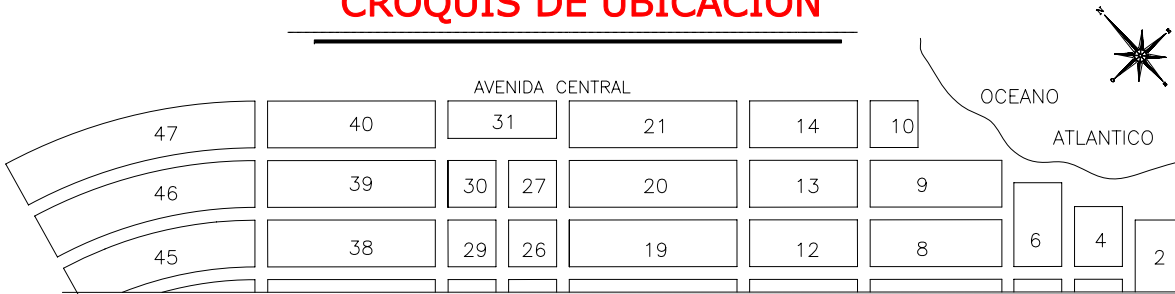 CROQUIS DE UBICACION
AVENIDA CENTRAL
OCEANO
ATLANTICO
47 40 31 21 14 10
46 39 30 27 20 13 9
45 38 29 26 19 12 8 6 4 2
N